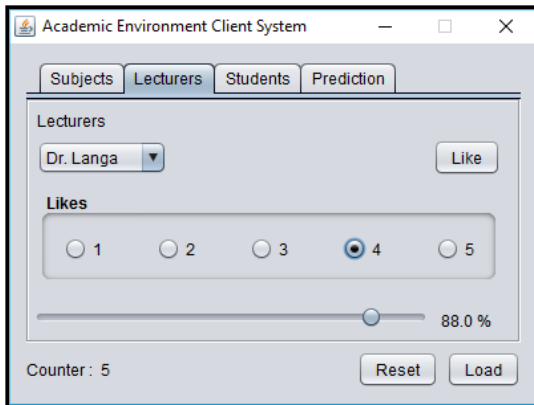 Academic Environment Client System
Subjects Lecturers Students Prediction
Lecturers
Dr. Langa Like
Likes
1 2 3 4 5
88.0 %
Counter : 5 Reset Load